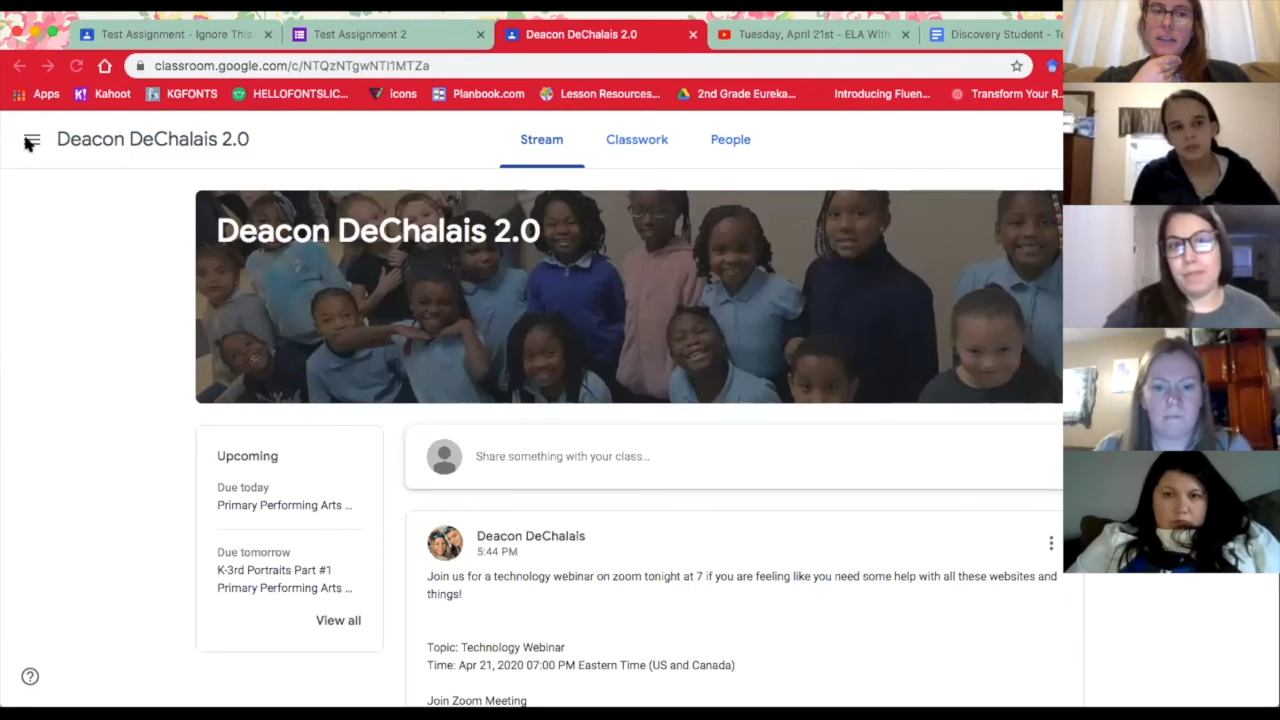 Test Assignment - Ignore This
Test Assignment 2
Deacon DeChalais 2.0
Tuesday, April 21st - ELA With
Discovery Student - Te
classroom.google.com/c/NTQzNTgwNTI1MTZa
Apps
Kahoot
KGFONTS
HELLOFONTSLIC...
icons
Planbook.com
Lesson Resources...
2nd Grade Eureka...
Introducing Fluen...
Transform Your R...
Deacon DeChalais 2.0
Stream
Classwork
People
Deacon DeChalais 2.0
Upcoming
Due today
Primary Performing Arts ...
Due tomorrow
K-3rd Portraits Part #1
Primary Performing Arts ...
View all
Share something with your class...
Deacon DeChalais
5:44 PM
Join us for a technology webinar on zoom tonight at 7 if you are feeling like you need some help with all these websites and
things!
Topic: Technology Webinar
Time: Apr 21, 2020 07:00 PM Eastern Time (US and Canada)
Join Zoom Meeting